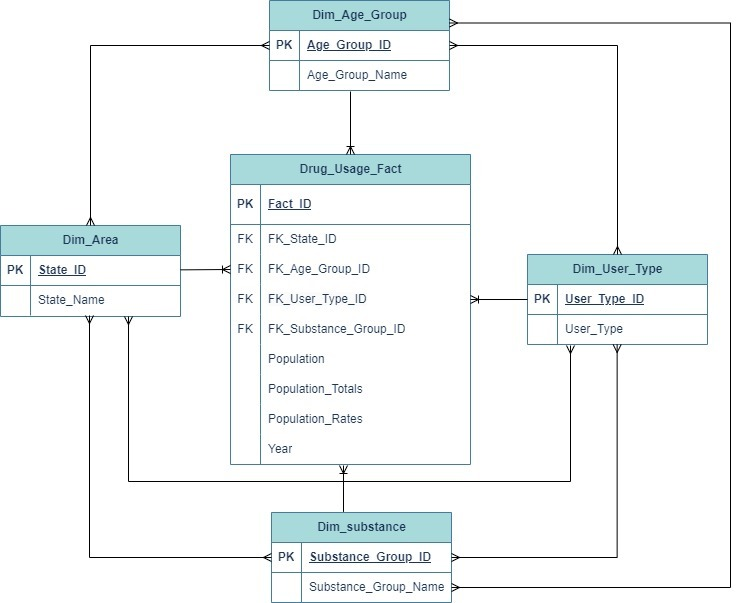 Dim_Age_Group
PK Age_Group_ID
Age_Group_Name
Drug_Usage_Fact
PK Fact_ID
FK FK_State_ID
FK FK_Age_Group_ID
FK FK_User_Type_ID
FK FK_Substance_Group_ID
Population
Population_Totals
Population_Rates
Year
Dim_Area
PK State_ID
State_Name
Dim_User_Type
PK User_Type_ID
User_Type
Dim_substance
PK Substance_Group_ID
Substance_Group_Name